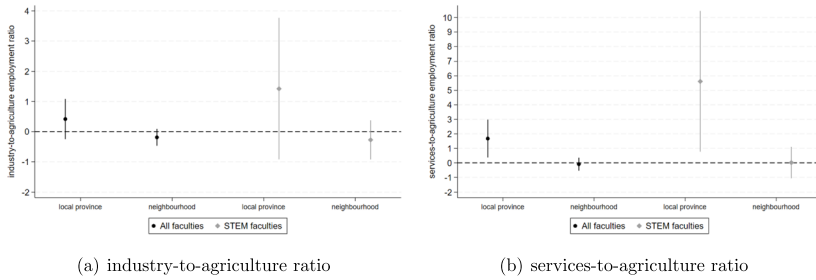 industry-to-agriculture employment ratio
4
3
2
1
0
-1
-2
local province neighbourhood local province neighbourhood
All faculties STEM faculties
(a) industry-to-agriculture ratio
services-to-agriculture employment ratio
10
9
8
7
6
5
4
3
2
1
0
-1
-2
local province neighbourhood local province neighbourhood
All faculties STEM faculties
(b) services-to-agriculture ratio